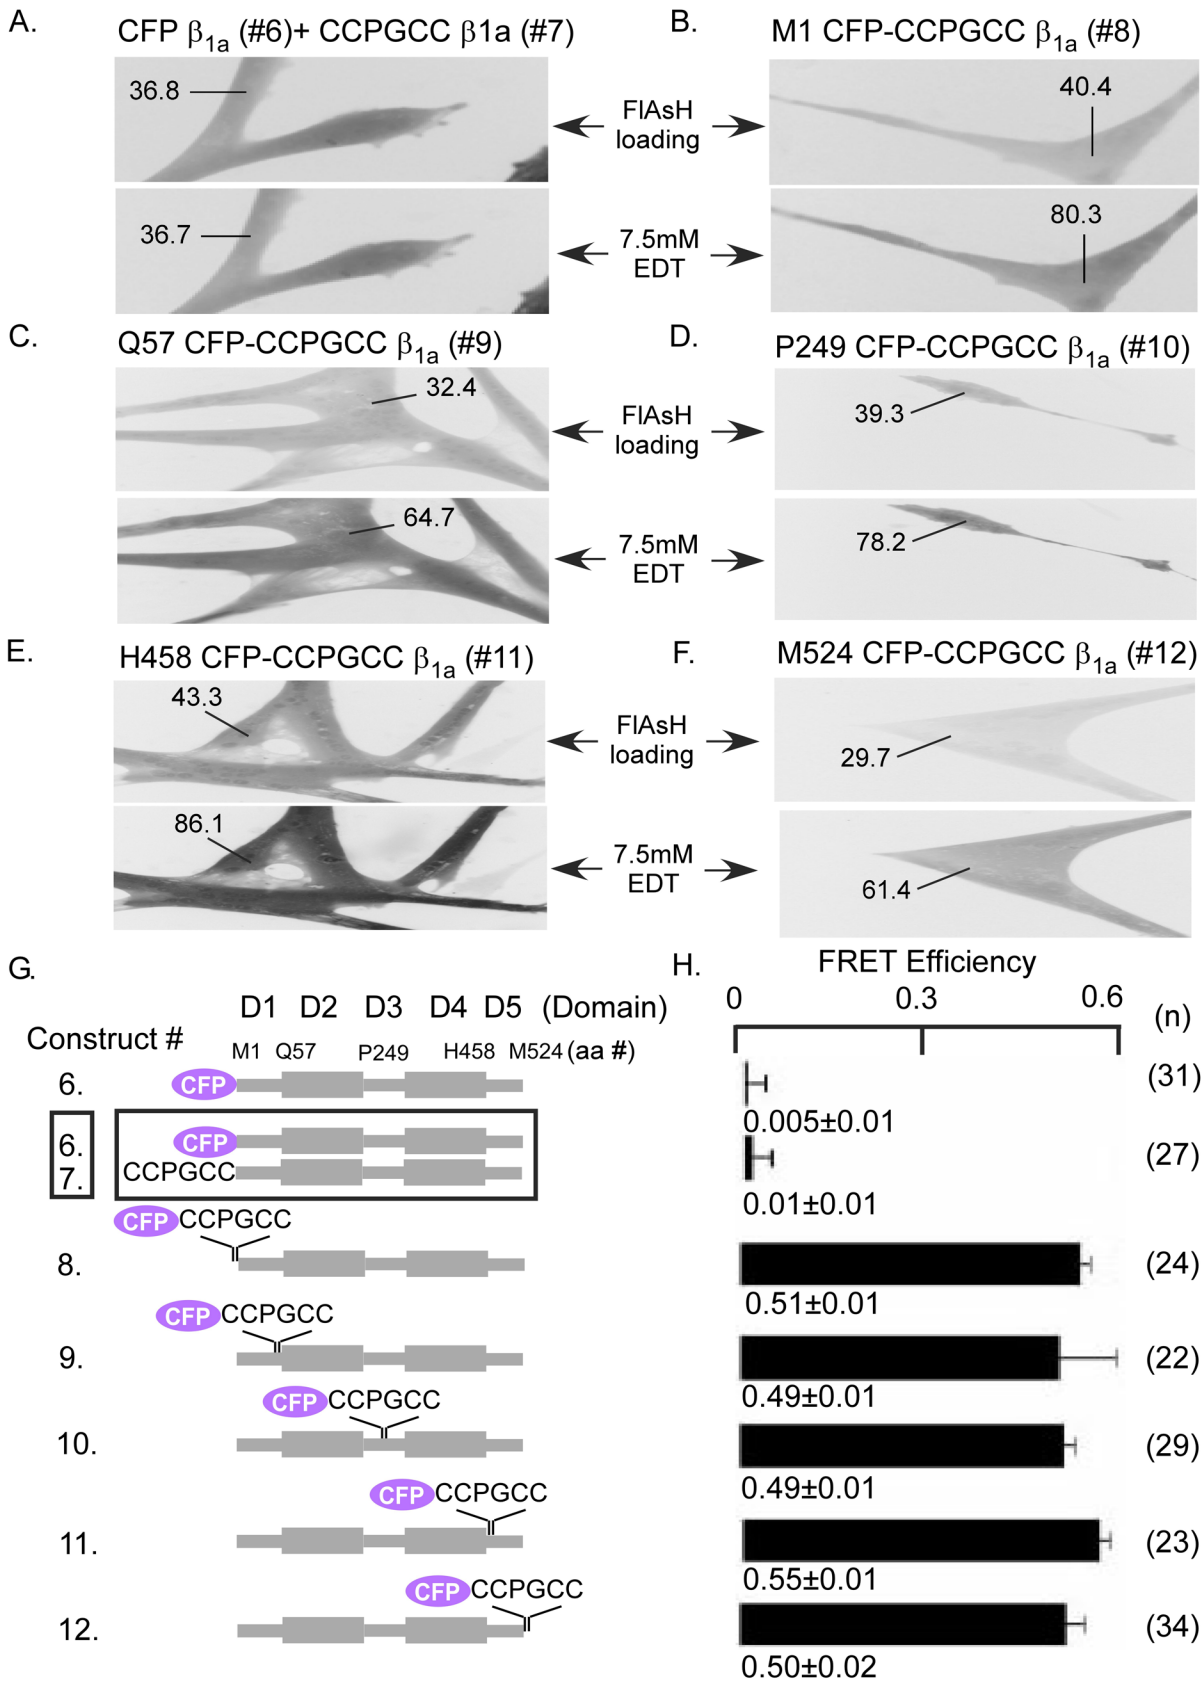 A.
CFP β1a (#6)+ CCPGCC β1a (#7)
36.8
36.7
B.
M1 CFP-CCPGCC β1a (#8)
40.4
80.3
FlAsH
loading
7.5mM
EDT
C.
Q57 CFP-CCPGCC β1a (#9)
32.4
64.7
D.
P249 CFP-CCPGCC β1a (#10)
39.3
78.2
FlAsH
loading
7.5mM
EDT
E.
H458 CFP-CCPGCC β1a (#11)
43.3
86.1
F.
M524 CFP-CCPGCC β1a (#12)
29.7
61.4
FlAsH
loading
7.5mM
EDT
G.
D1 D2 D3 D4 D5 (Domain)
Construct #
M1 Q57 P249 H458 M524 (aa #)
6. CFP
6. CFP
7. CCPGCC
CFP CCPGCC
8.
CFP CCPGCC
9.
CFP CCPGCC
10.
CFP CCPGCC
11.
CFP CCPGCC
12.
H.
FRET Efficiency
0 0.3 0.6
(n)
(31)
0.005±0.01
(27)
0.01±0.01
(24)
0.51±0.01
(22)
0.49±0.01
(29)
0.49±0.01
(23)
0.55±0.01
(34)
0.50±0.02